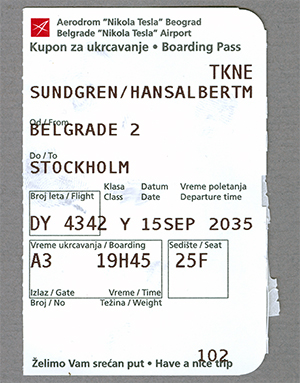 Aerodrom "Nikola Tesla" Beograd
Belgrade "Nikola Tesla" Airport
Kupon za ukrcavanje • Boarding Pass
TKNE
SUNDGREN/HANSALBERTM
Od / From
BELGRADE 2
Do / To
STOCKHOLM
Broj leta / Flight Klasa Class Datum Date Vreme poletanja Departure time
DY 4342 Y 15SEP 2035
Vreme ukrcavanja / Boarding Sedište / Seat
A3 19H45 25F
Izlaz / Gate Vreme / Time
Broj / No Težina / Weight
102
Želimo Vam srećan put • Have a nice trip